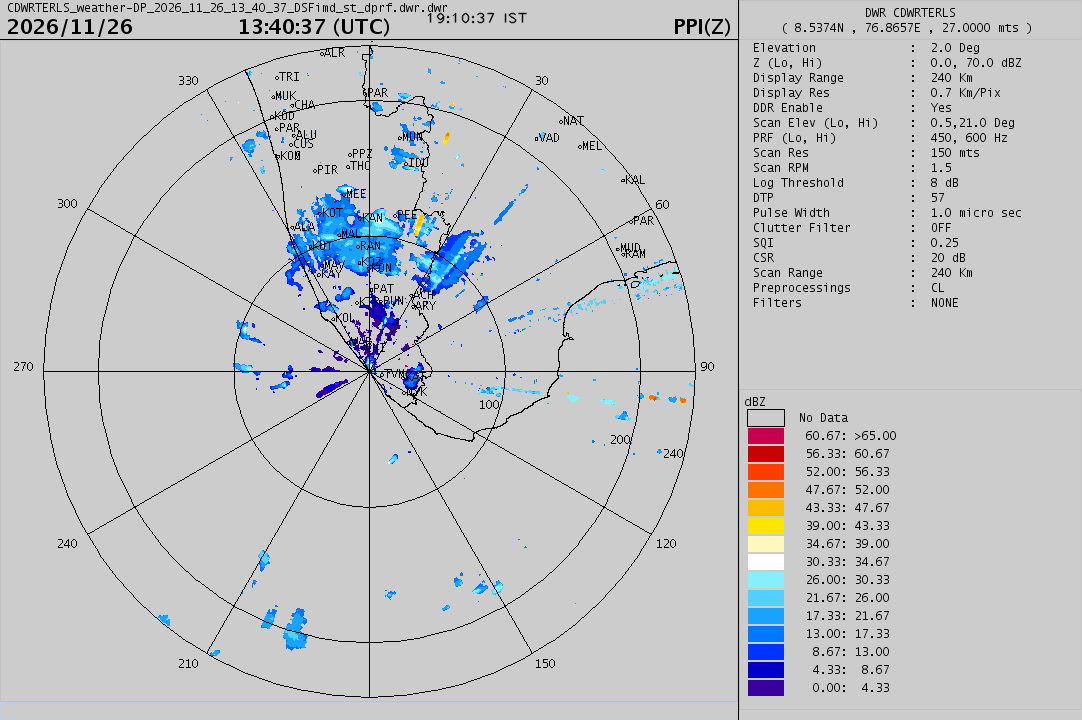 CDWRTERLS_weather-DP_2026_11_26_13_40_37_DSFimd_st_dprf.dwr.dwr
2026/11/26 13:40:37 (UTC) 19:10:37 IST PPI(Z)
DWR CDWRTERLS
( 8.5374N , 76.8657E , 27.0000 mts )
Elevation : 2.0 Deg
Z (Lo, Hi) : 0.0, 70.0 dBZ
Display Range : 240 Km
Display Res : 0.7 Km/Pix
DDR Enable : Yes
Scan Elev (Lo, Hi) : 0.5,21.0 Deg
PRF (Lo, Hi) : 450, 600 Hz
Scan Res : 150 mts
Scan RPM : 1.5
Log Threshold : 8 dB
DTP : 57
Pulse Width : 1.0 micro sec
Clutter Filter : OFF
SQI : 0.25
CSR : 20 dB
Scan Range : 240 Km
Preprocessings : CL
Filters : NONE
dBZ
No Data
60.67: >65.00
56.33: 60.67
52.00: 56.33
47.67: 52.00
43.33: 47.67
39.00: 43.33
34.67: 39.00
30.33: 34.67
26.00: 30.33
21.67: 26.00
17.33: 21.67
13.00: 17.33
8.67: 13.00
4.33: 8.67
0.00: 4.33
ALR
330
TRI
30
MUK
PAR
CHA
KOD
NAT
PAR
ALU
MUN
VAD
CUS
MEL
KOM
PPZ
IDU
THO
PIR
KAL
MEE
300
60
KOT
KAN
PEE
PAR
ALA
MAL
KUT
RAN
MUD
RAM
MAV
KON
KAY
PAT
ACH
PUN
ARY
KOL
VAR
270
90
TVM
100
200
240
240
120
210
150